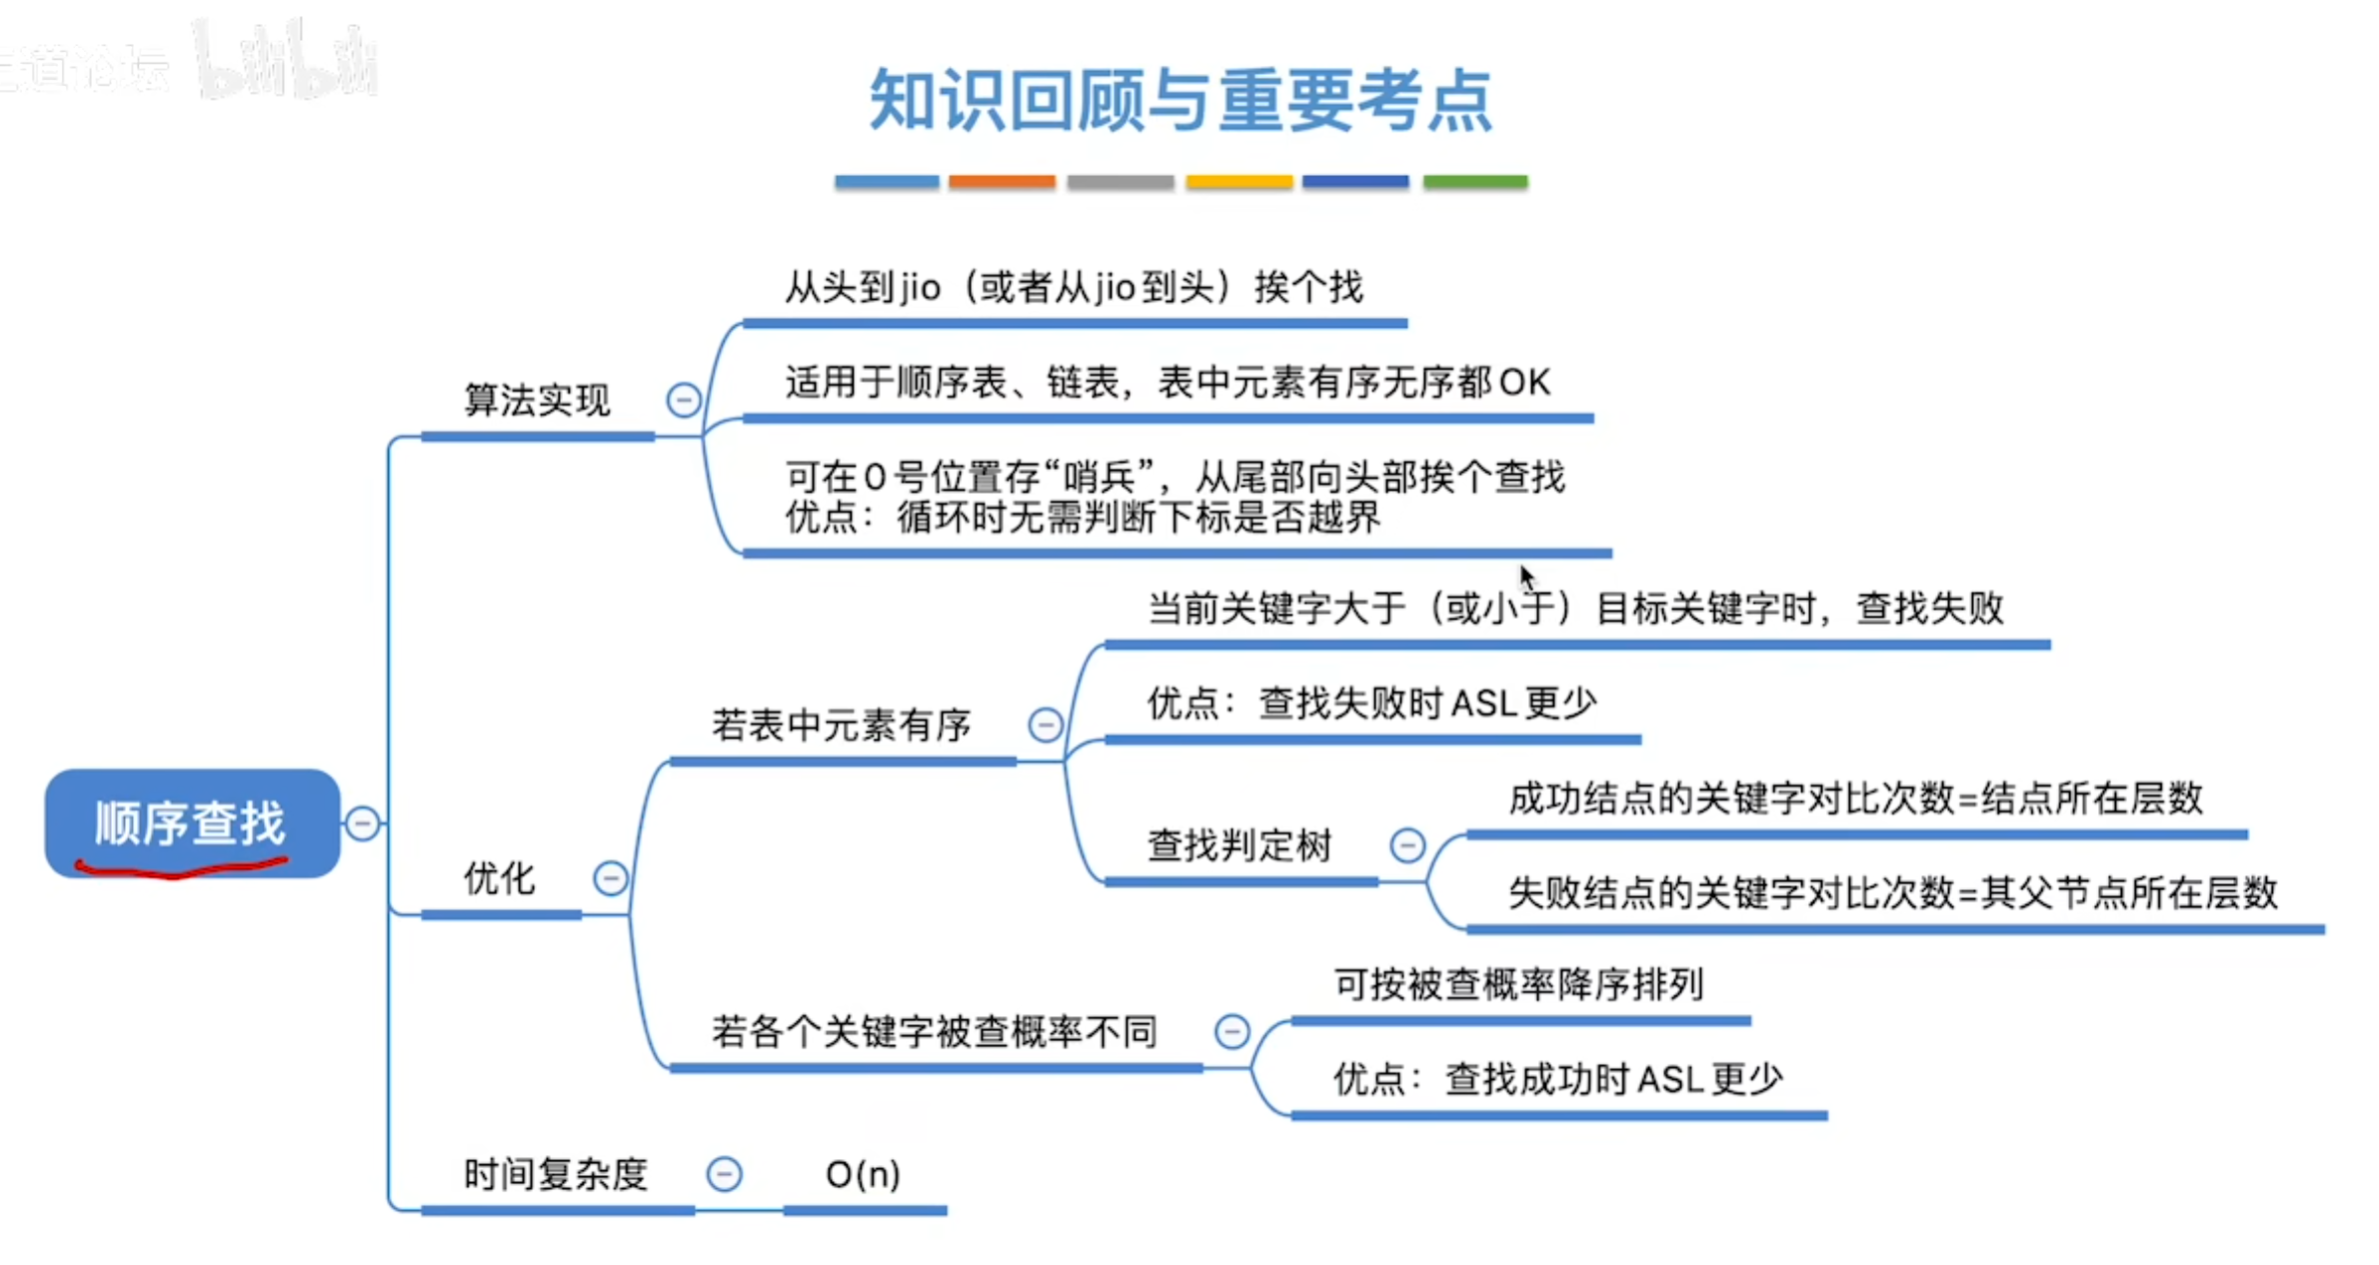 王道论坛 bilibili
知识回顾与重要考点
从头到jio（或者从jio到头）挨个找
适用于顺序表、链表，表中元素有序无序都OK
算法实现
可在0号位置存“哨兵”，从尾部向头部挨个查找
优点：循环时无需判断下标是否越界
当前关键字大于（或小于）目标关键字时，查找失败
优点：查找失败时ASL更少
若表中元素有序
成功结点的关键字对比次数=结点所在层数
查找判定树
失败结点的关键字对比次数=其父节点所在层数
顺序查找
优化
可按被查概率降序排列
若各个关键字被查概率不同
优点：查找成功时ASL更少
时间复杂度
O(n)